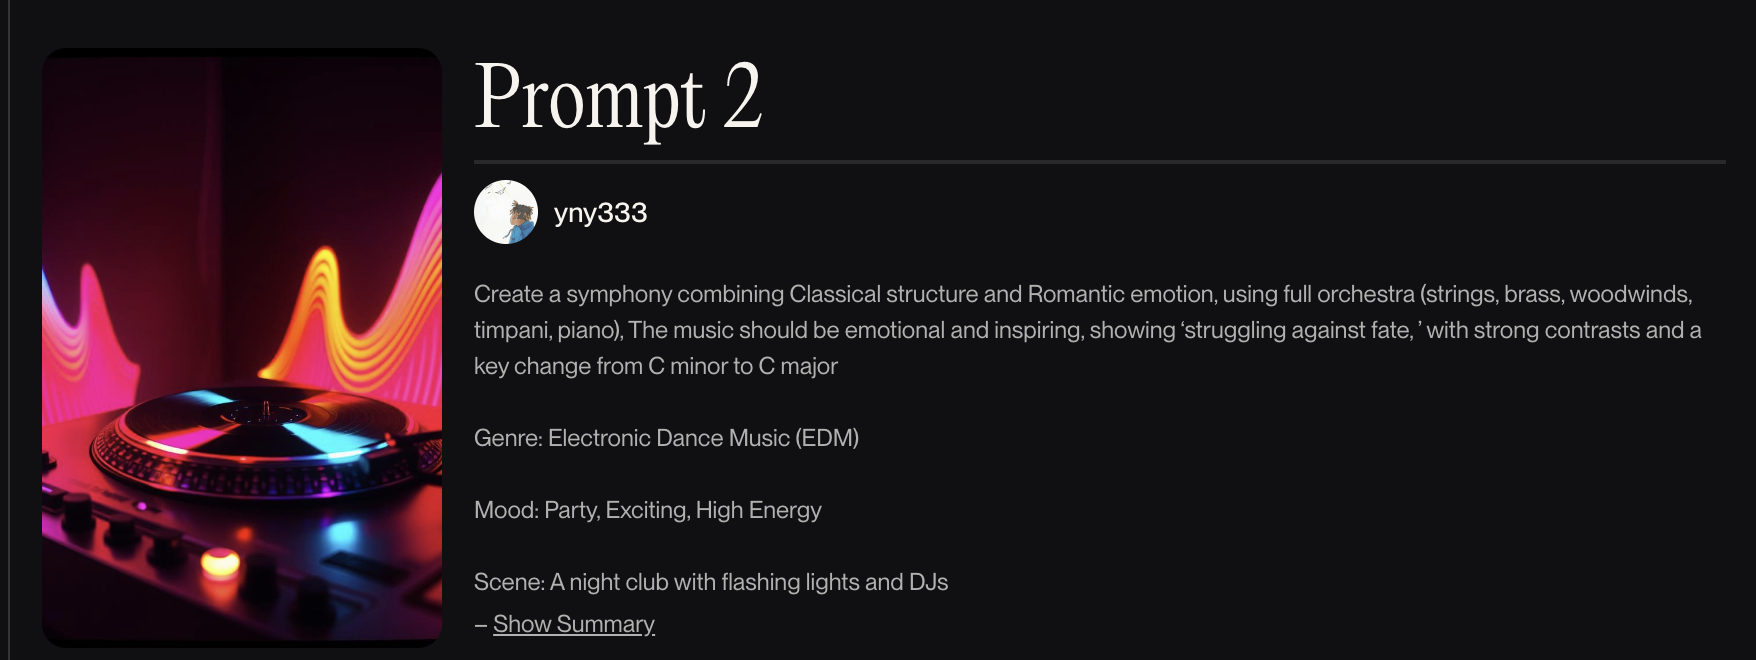 Prompt 2
yny333
Create a symphony combining Classical structure and Romantic emotion, using full orchestra (strings, brass, woodwinds,
timpani, piano), The music should be emotional and inspiring, showing ‘struggling against fate, ’ with strong contrasts and a
key change from C minor to C major
Genre: Electronic Dance Music (EDM)
Mood: Party, Exciting, High Energy
Scene: A night club with flashing lights and DJs
– Show Summary